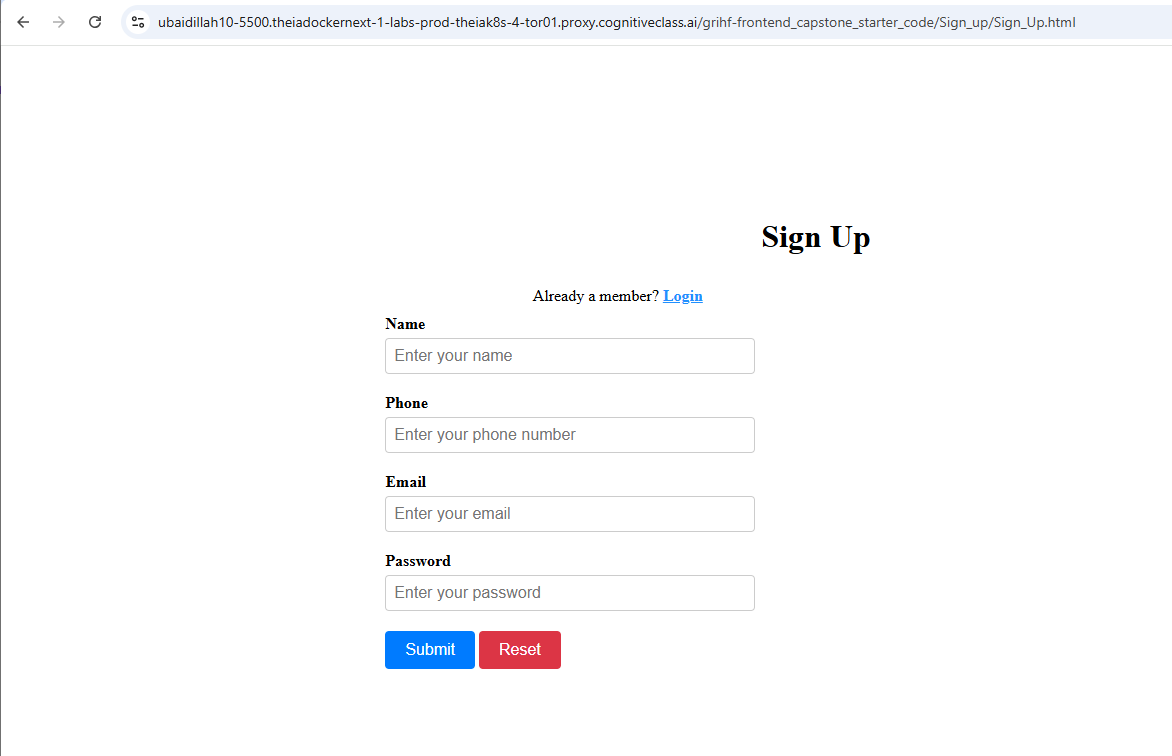 ubaidillah10-5500.theiadockernext-1-labs-prod-theiak8s-4-tor01.proxy.cognitiveclass.ai/grihf-frontend_capstone_starter_code/Sign_up/Sign_Up.html
Sign Up
Already a member? Login
Name
Enter your name
Phone
Enter your phone number
Email
Enter your email
Password
Enter your password
Submit Reset